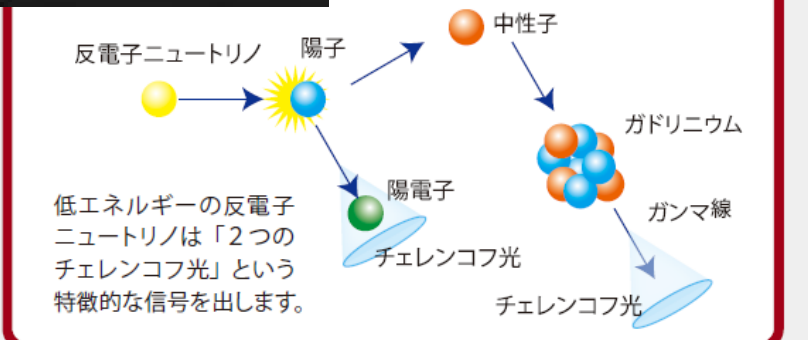 中性子
反電子ニュートリノ
陽子
ガドリニウム
陽電子
ガンマ線
低エネルギーの反電子
ニュートリノは「２つの
チェレンコフ光」という
特徴的な信号を出します。
チェレンコフ光
チェレンコフ光